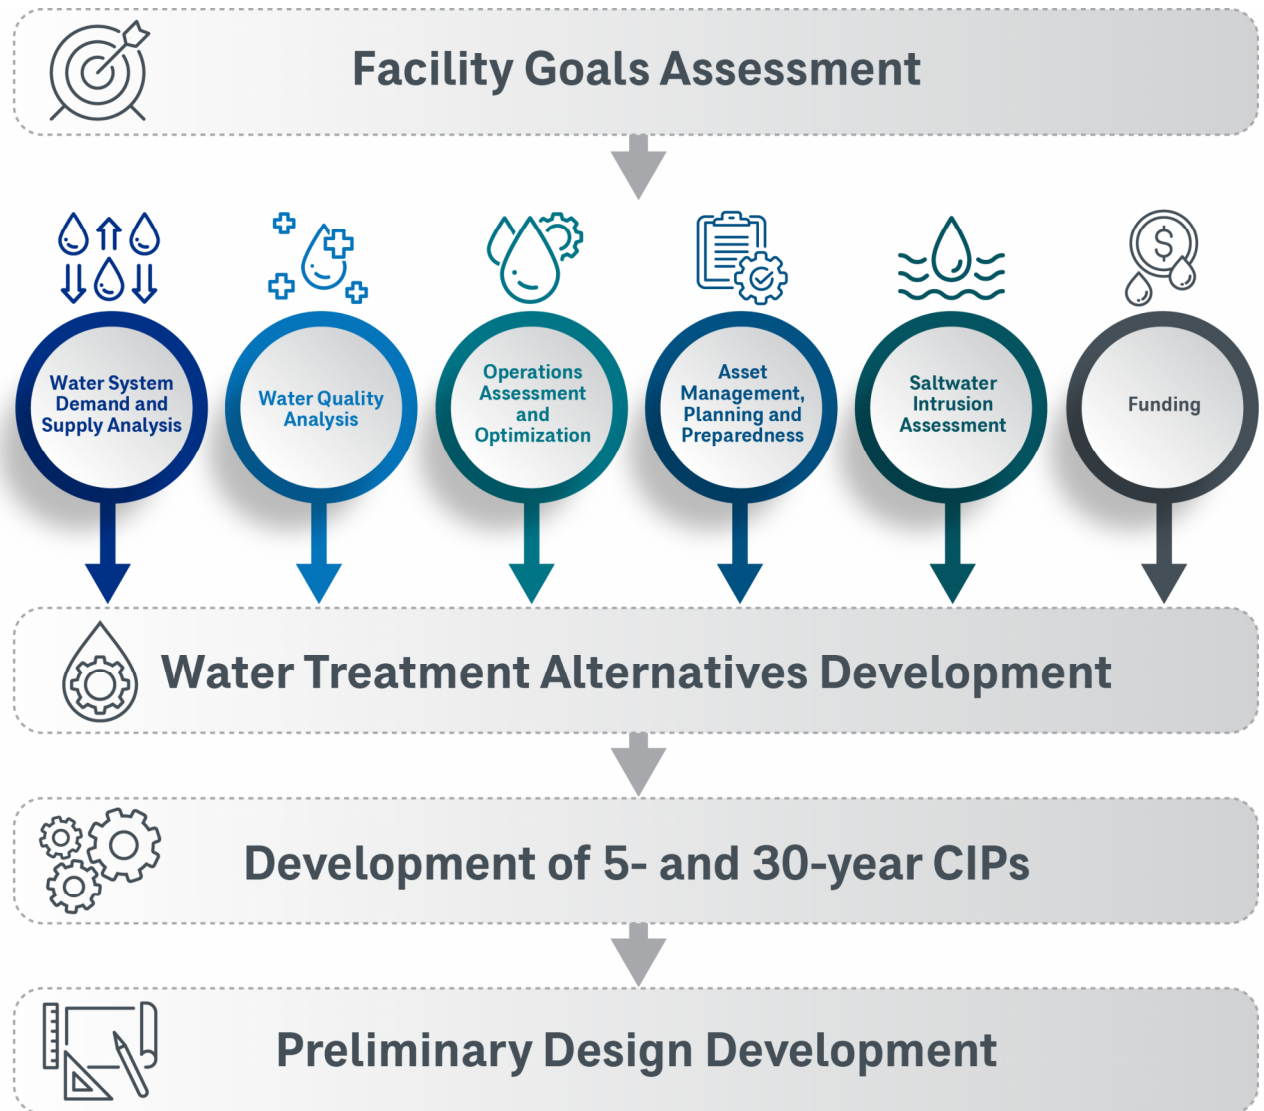 Facility Goals Assessment
Water System
Demand and
Supply Analysis
Water Quality
Analysis
Operations
Assessment
and
Optimization
Asset
Management,
Planning and
Preparedness
Saltwater
Intrusion
Assessment
Funding
Water Treatment Alternatives Development
Development of 5- and 30-year CIPs
Preliminary Design Development